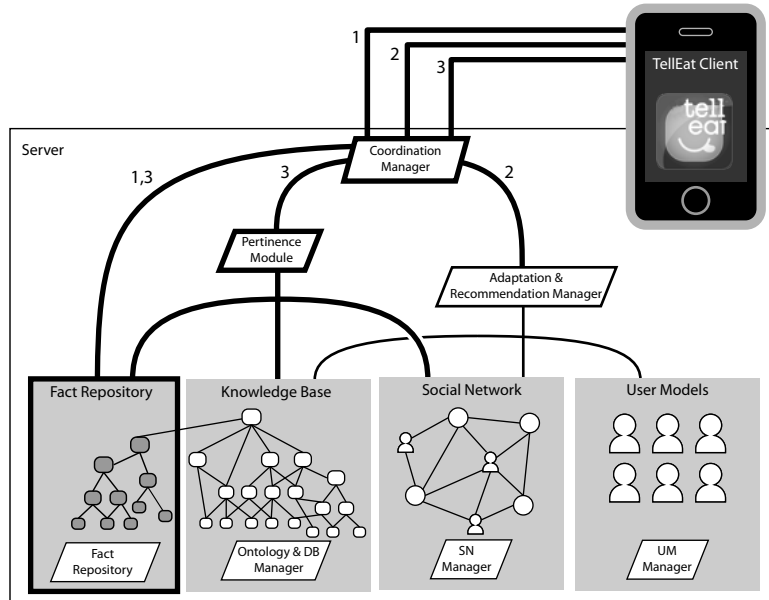 1
2
3
TellEat Client
tell
eat
Server
Coordination
Manager
1,3
3
2
Pertinence
Module
Adaptation &
Recommendation Manager
Fact Repository
Knowledge Base
Social Network
User Models
Fact
Repository
Ontology & DB
Manager
SN
Manager
UM
Manager